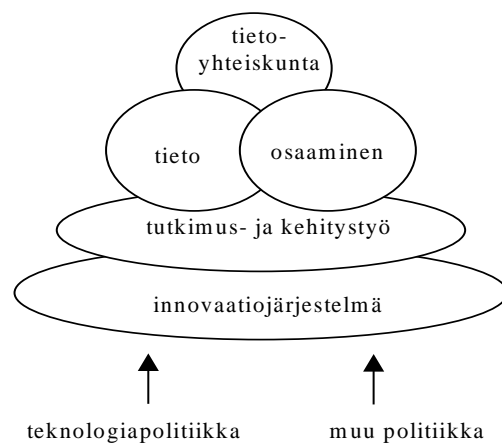 tieto-
yhteiskunta
tieto
osaaminen
tutkimus- ja kehitystyö
innovaatiojärjestelmä
teknologiapolitiikka
muu politiikka